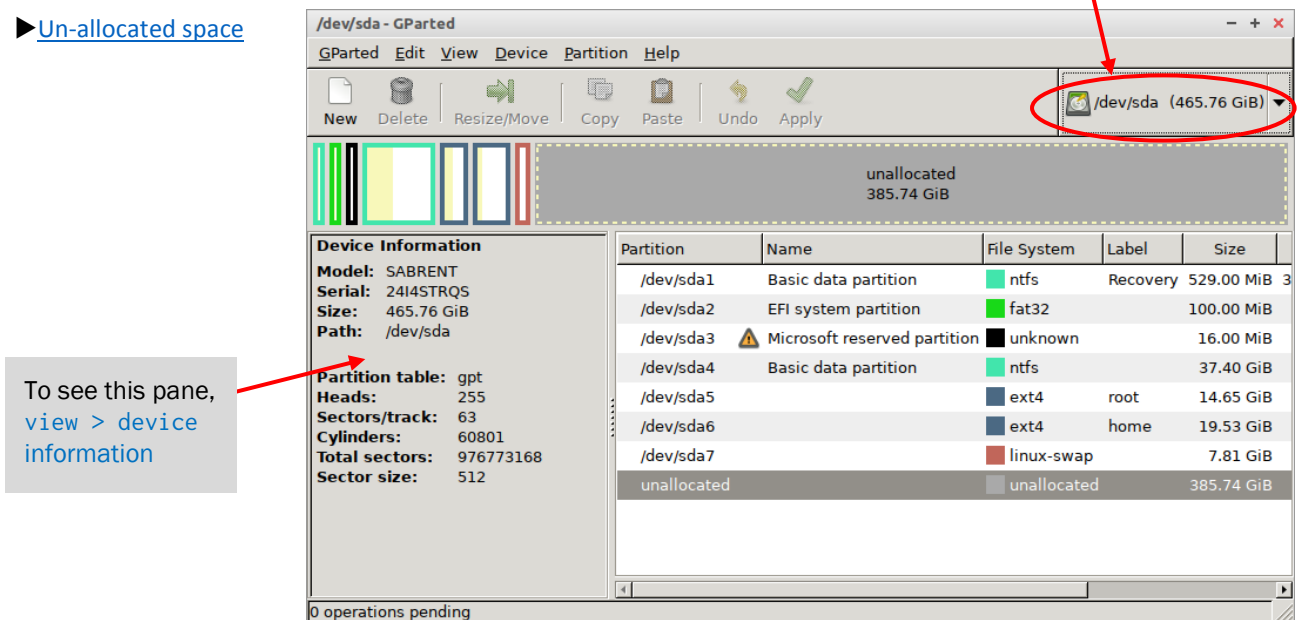 ▶Un-allocated space
/dev/sda - GParted
GParted Edit View Device Partition Help
New Delete Resize/Move Copy Paste Undo Apply
/dev/sda (465.76 GiB)
unallocated
385.74 GiB
Device Information
Model: SABRENT
Serial: 24I4STRQS
Size: 465.76 GiB
Path: /dev/sda
Partition table: gpt
Heads: 255
Sectors/track: 63
Cylinders: 60801
Total sectors: 976773168
Sector size: 512
To see this pane,
view > device
information
Partition Name File System Label Size
/dev/sda1 Basic data partition ntfs Recovery 529.00 MiB 3
/dev/sda2 EFI system partition fat32 100.00 MiB
/dev/sda3 Microsoft reserved partition unknown 16.00 MiB
/dev/sda4 Basic data partition ntfs 37.40 GiB
/dev/sda5 ext4 root 14.65 GiB
/dev/sda6 ext4 home 19.53 GiB
/dev/sda7 linux-swap 7.81 GiB
unallocated unallocated 385.74 GiB
0 operations pending